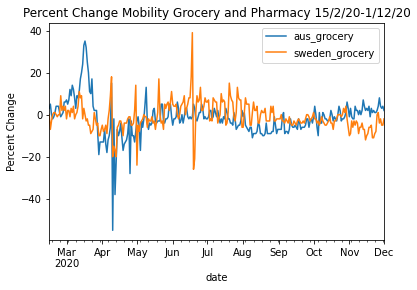 Percent Change Mobility Grocery and Pharmacy 15/2/20-1/12/20
aus_grocery
sweden_grocery
Percent Change
40
20
0
−20
−40
Mar Apr May Jun Jul Aug Sep Oct Nov Dec
2020
date